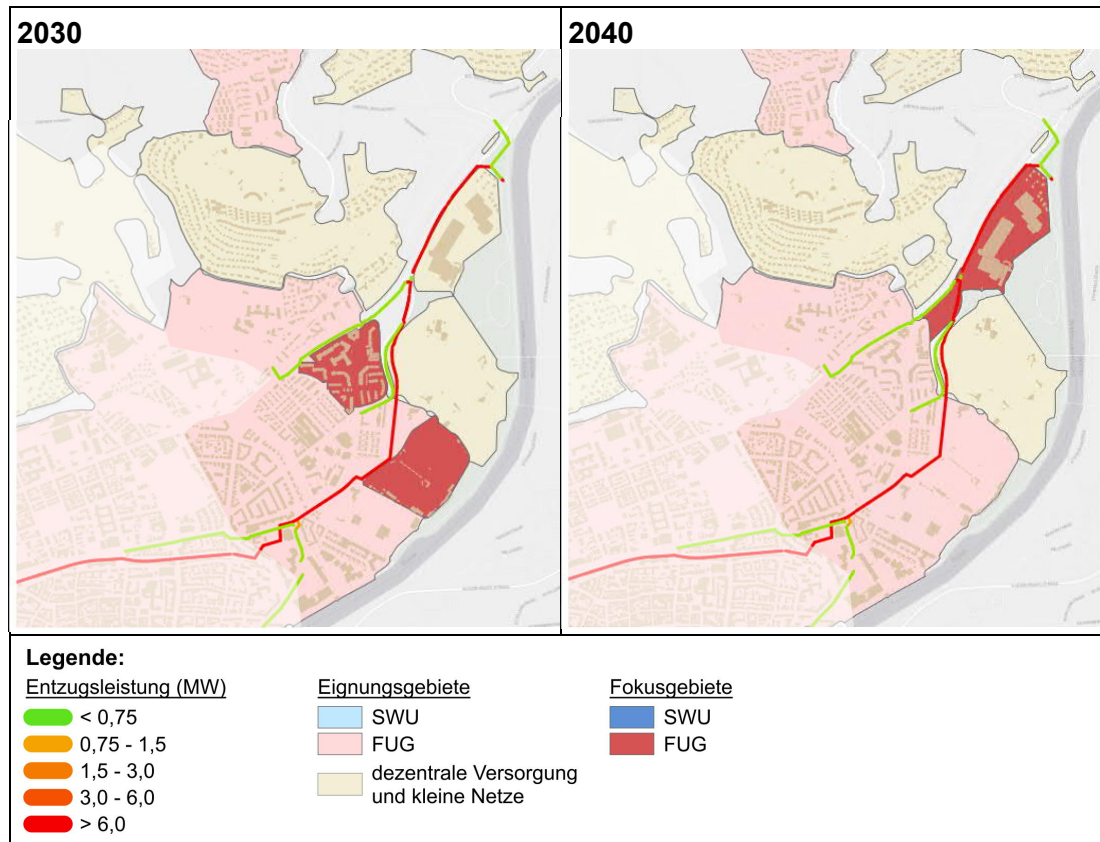 2030
2040
Legende:
Entzugsleistung (MW)
< 0,75
0,75 - 1,5
1,5 - 3,0
3,0 - 6,0
> 6,0
Eignungsgebiete
SWU
FUG
dezentrale Versorgung
und kleine Netze
Fokusgebiete
SWU
FUG